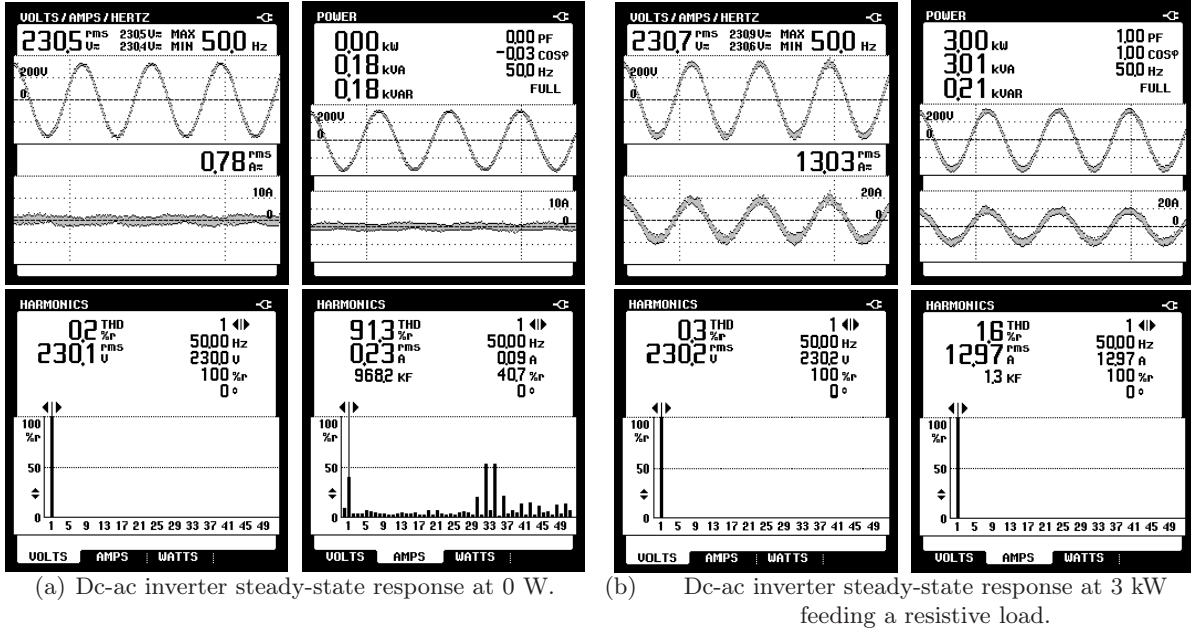 VOLTS/AMPS/HERTZ
230.5 rms V≂ 230.5 V≂ MAX 230.4 V≂ MIN 50.0 Hz
200V
0
0.78 rms A≂
10A
0
POWER
0.00 kW 0.00 PF
0.18 kVA -0.03 COSφ
0.18 kVAR 50.0 Hz
FULL
200V
0
10A
0
VOLTS/AMPS/HERTZ
230.7 rms V≂ 230.9 V≂ MAX 230.6 V≂ MIN 50.0 Hz
200V
0
13.03 rms A≂
20A
0
POWER
3.00 kW 1.00 PF
3.01 kVA 1.00 COSφ
0.21 kVAR 50.0 Hz
FULL
200V
0
20A
0
HARMONICS
0.2 THD %r 1
230.1 rms V 50.00 Hz
230.0 V
100 %r
0 °
100
%r
50
0
1 5 9 13 17 21 25 29 33 37 41 45 49
VOLTS AMPS WATTS
HARMONICS
91.3 THD %r 1
0.23 rms A 50.00 Hz
0.09 A
968.2 KF 40.7 %r
0 °
100
%r
50
0
1 5 9 13 17 21 25 29 33 37 41 45 49
VOLTS AMPS WATTS
HARMONICS
0.3 THD %r 1
230.2 rms V 50.00 Hz
230.2 V
100 %r
0 °
100
%r
50
0
1 5 9 13 17 21 25 29 33 37 41 45 49
VOLTS AMPS WATTS
HARMONICS
1.6 THD %r 1
12.97 rms A 50.00 Hz
12.97 A
1.3 KF 100 %r
0 °
100
%r
50
0
1 5 9 13 17 21 25 29 33 37 41 45 49
VOLTS AMPS WATTS
(a) Dc-ac inverter steady-state response at 0 W.
(b) Dc-ac inverter steady-state response at 3 kW
feeding a resistive load.